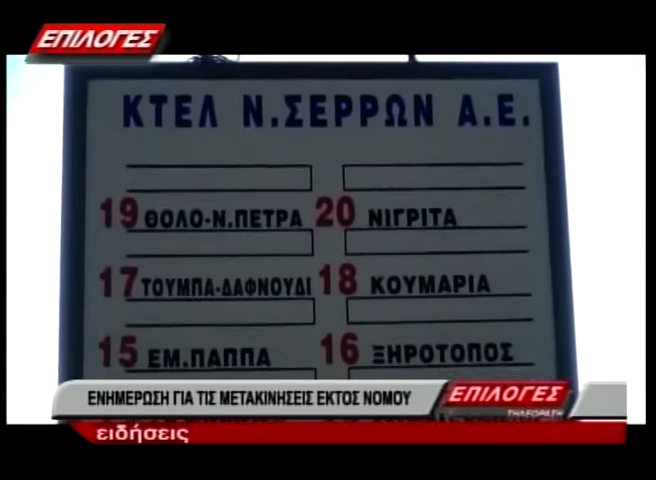 ΕΠΙΛΟΓΕΣ
ΚΤΕΛ Ν.ΣΕΡΡΩΝ Α.Ε.
19 ΘΟΛΟ-Ν.ΠΕΤΡΑ 20 ΝΙΓΡΙΤΑ
17 ΤΟΥΜΠΑ-ΔΑΦΝΟΥΔΙ 18 ΚΟΥΜΑΡΙΑ
15 ΕΜ.ΠΑΠΠΑ 16 ΞΗΡΟΤΟΠΟΣ
ΕΝΗΜΕΡΩΣΗ ΓΙΑ ΤΙΣ ΜΕΤΑΚΙΝΗΣΕΙΣ ΕΚΤΟΣ ΝΟΜΟΥ
ΕΠΙΛΟΓΕΣ
ΤΗΛΕΟΡΑΣΗ
ειδήσεις